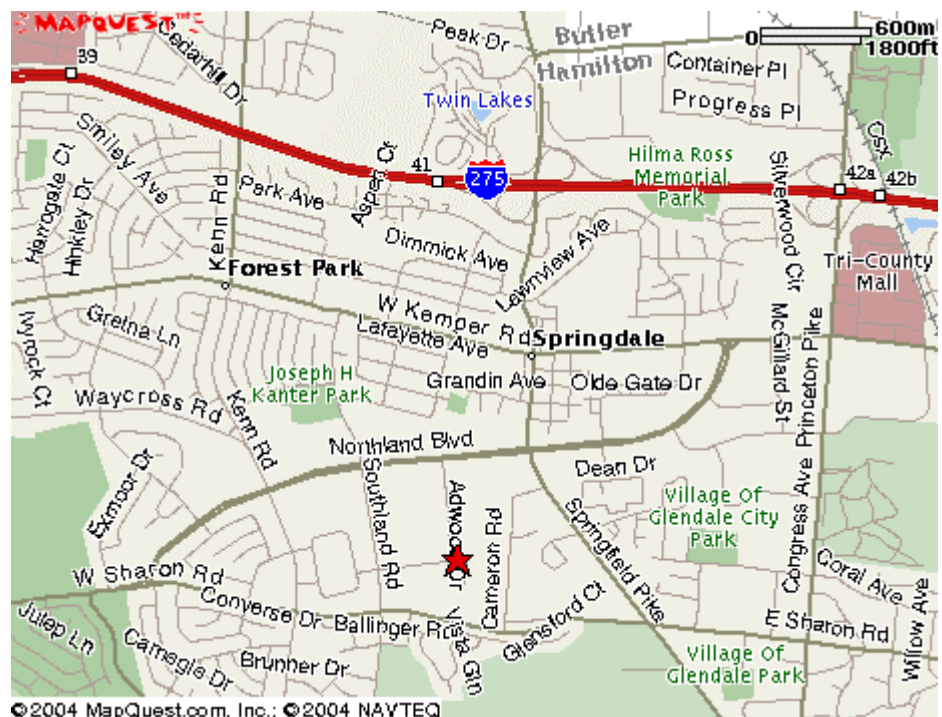 MAPQUEST
600m
0
1800ft
Peak Dr
Butler
Hamilton
Cedarhill Dr
39
Container Pl
Progress Pl
Twin Lakes
Csx
Smiley Ave
Harrogate Ct
Hinkley Dr
Kenn Rd
Park Ave
Aspen Ct
41
275
Hilma Ross
Memorial
Park
Silverwood Cir
42a
42b
Dimmick Ave
Lawnview Ave
Forest Park
Tri-County
Mall
W Kemper Rd
Lafayette Ave
Springdale
Gretna Ln
Wyrock Ct
McGillard St
Princeton Pike
Joseph H
Kanter Park
Grandin Ave
Olde Gate Dr
Waycross Rd
Kenn Rd
Northland Blvd
Exmoor Dr
Southland Rd
Cameron Rd
Dean Dr
Springfield Pike
Village Of
Glendale City
Park
Congress Ave
Coral Ave
Willow Ave
W Sharon Rd
Converse Dr
Ballinger Rd
Vista Gln
Glensford Ct
E Sharon Rd
Julep Ln
Carnegie Dr
Brunner Dr
Village Of
Glendale Park
©2004 MapQuest.com, Inc.; ©2004 NAVTEQ